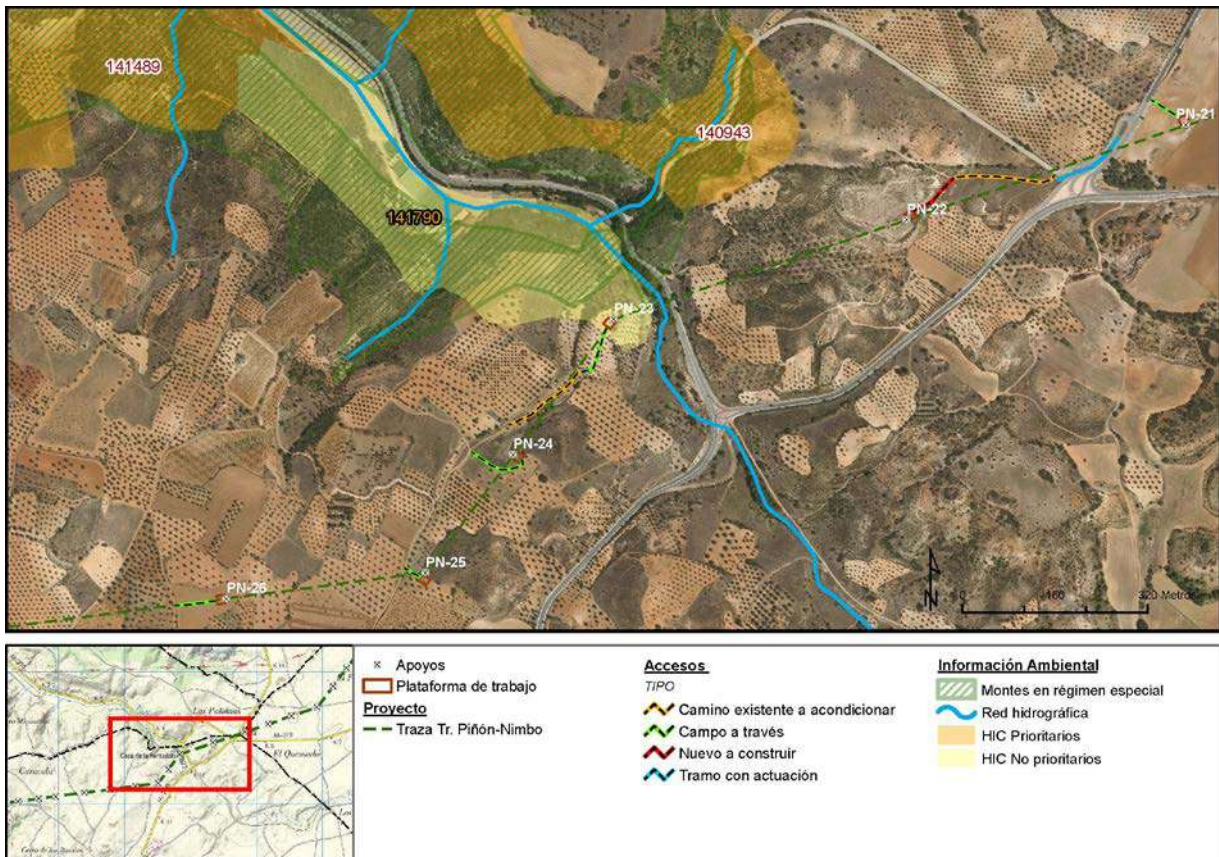 141489
140943
PN-21
141790
PN-22
PN-23
PN-24
PN-25
PN-26
0 160 320 Metros
N
Apoyos
Plataforma de trabajo
Proyecto
Traza Tr. Piñón-Nimbo
Accesos
TIPO
Camino existente a acondicionar
Campo a través
Nuevo a construir
Tramo con actuación
Información Ambiental
Montes en régimen especial
Red hidrográfica
HIC Prioritarios
HIC No prioritarios